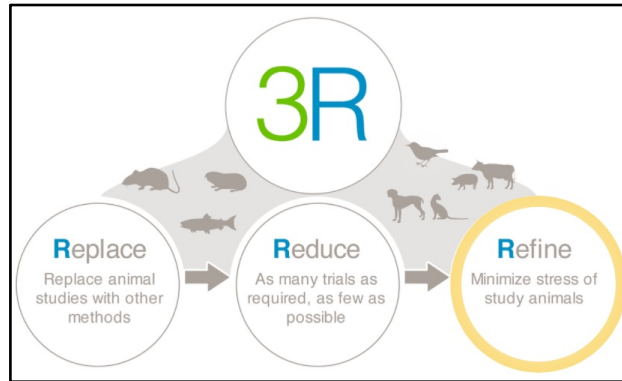 3R
Replace
Replace animal
studies with other
methods
Reduce
As many trials as
required, as few as
possible
Refine
Minimize stress of
study animals